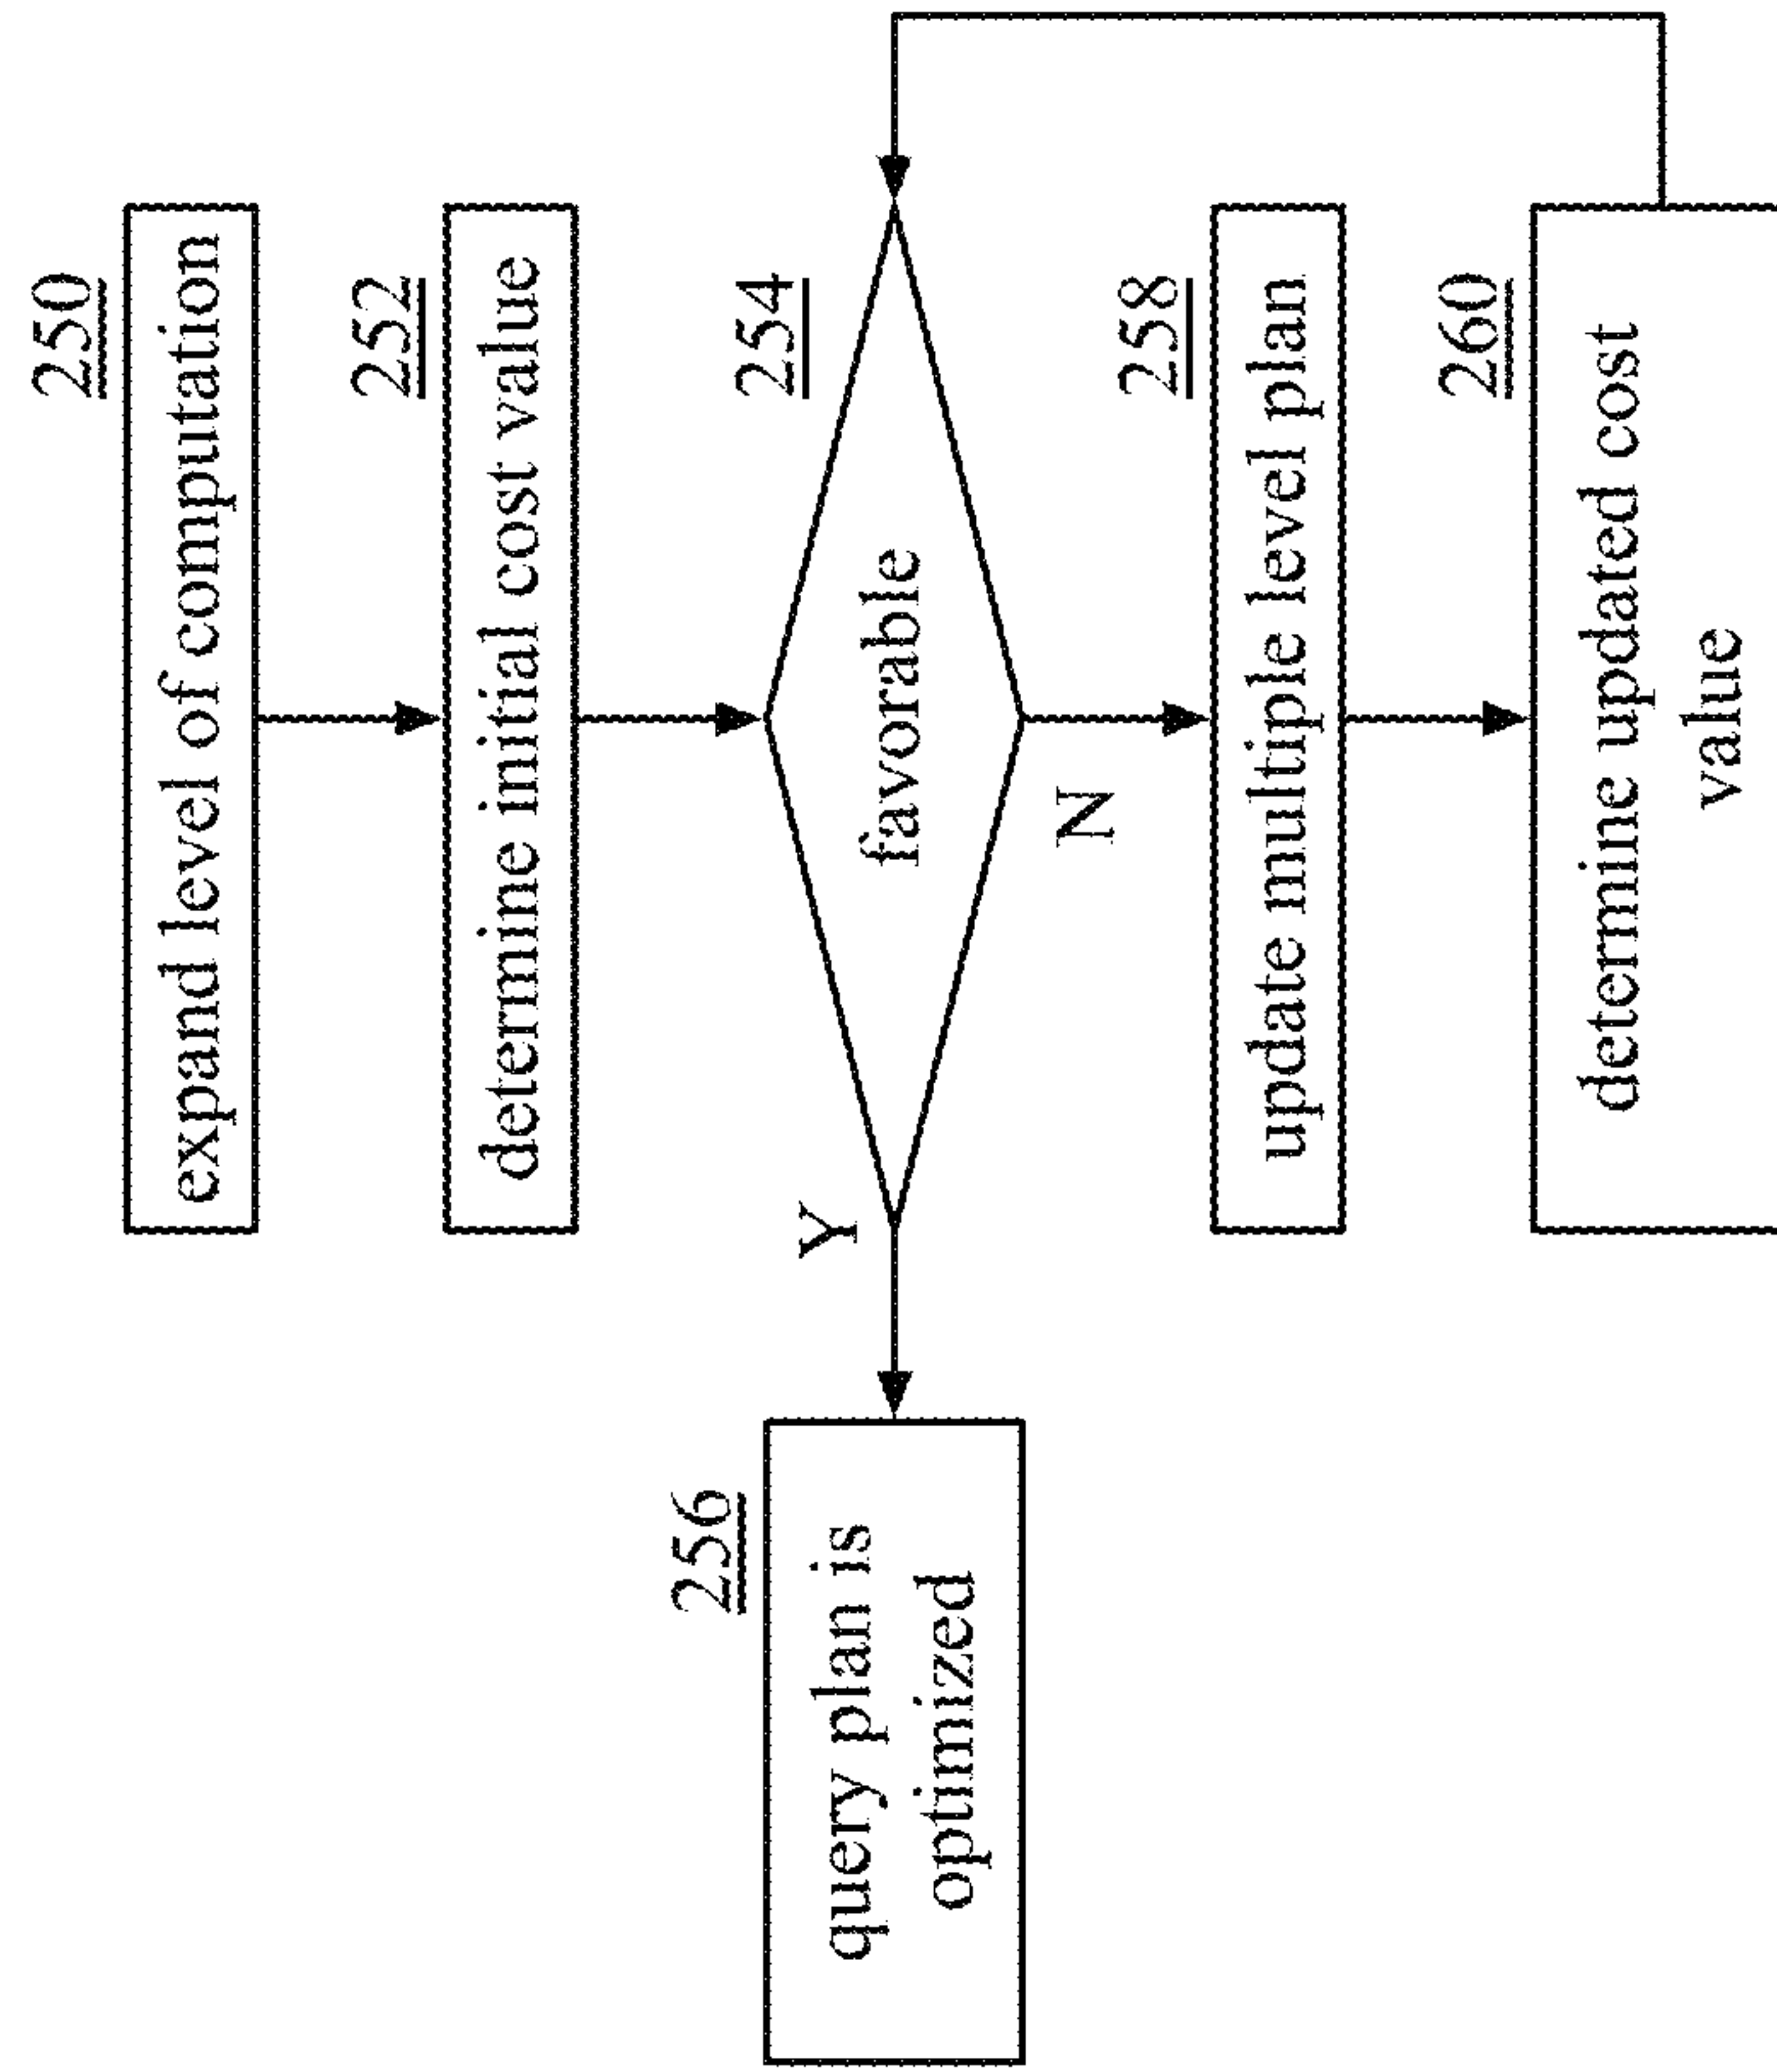 250
expand level of computation
252
determine initial cost value
254
favorable
Y
N
256
query plan is
optimized
258
update multiple level plan
260
determine updated cost
value